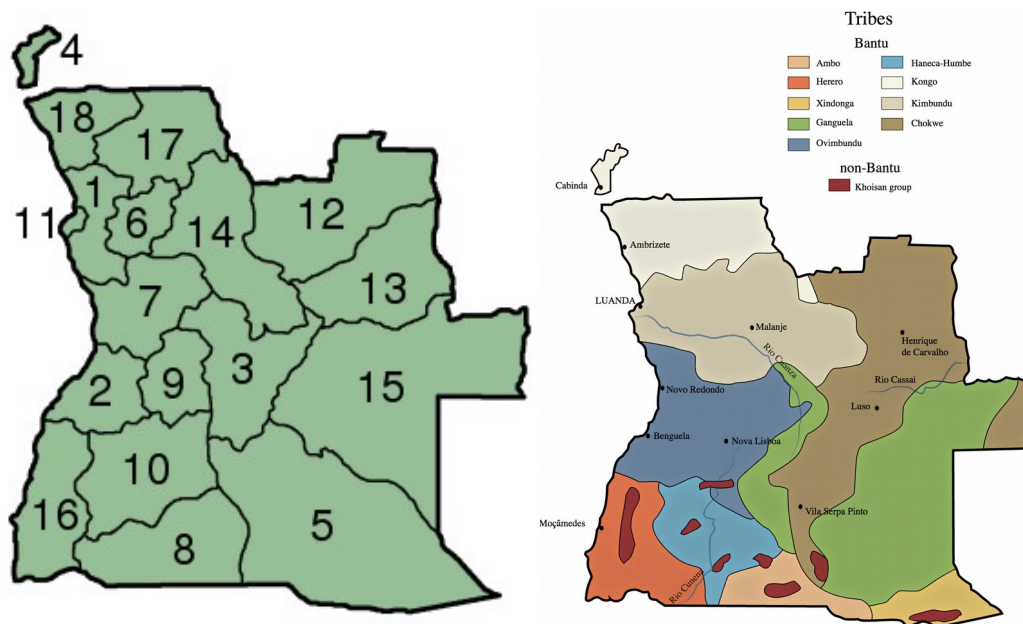 4
18
17
1
11
6
14
12
13
7
3
15
2
9
10
16
8
5
Tribes
Bantu
Ambo
Haneca-Humbe
Herero
Kongo
Xindonga
Kimbundu
Ganguela
Chokwe
Ovimbundu
non-Bantu
Khoisan group
Cabinda
Ambrizete
LUANDA
Malanje
Henrique
de Carvalho
Rio Cuanza
Rio Cassai
Novo Redondo
Luso
Benguela
Nova Lisboa
Vila Serpa Pinto
Moçâmedes
Rio Cunene